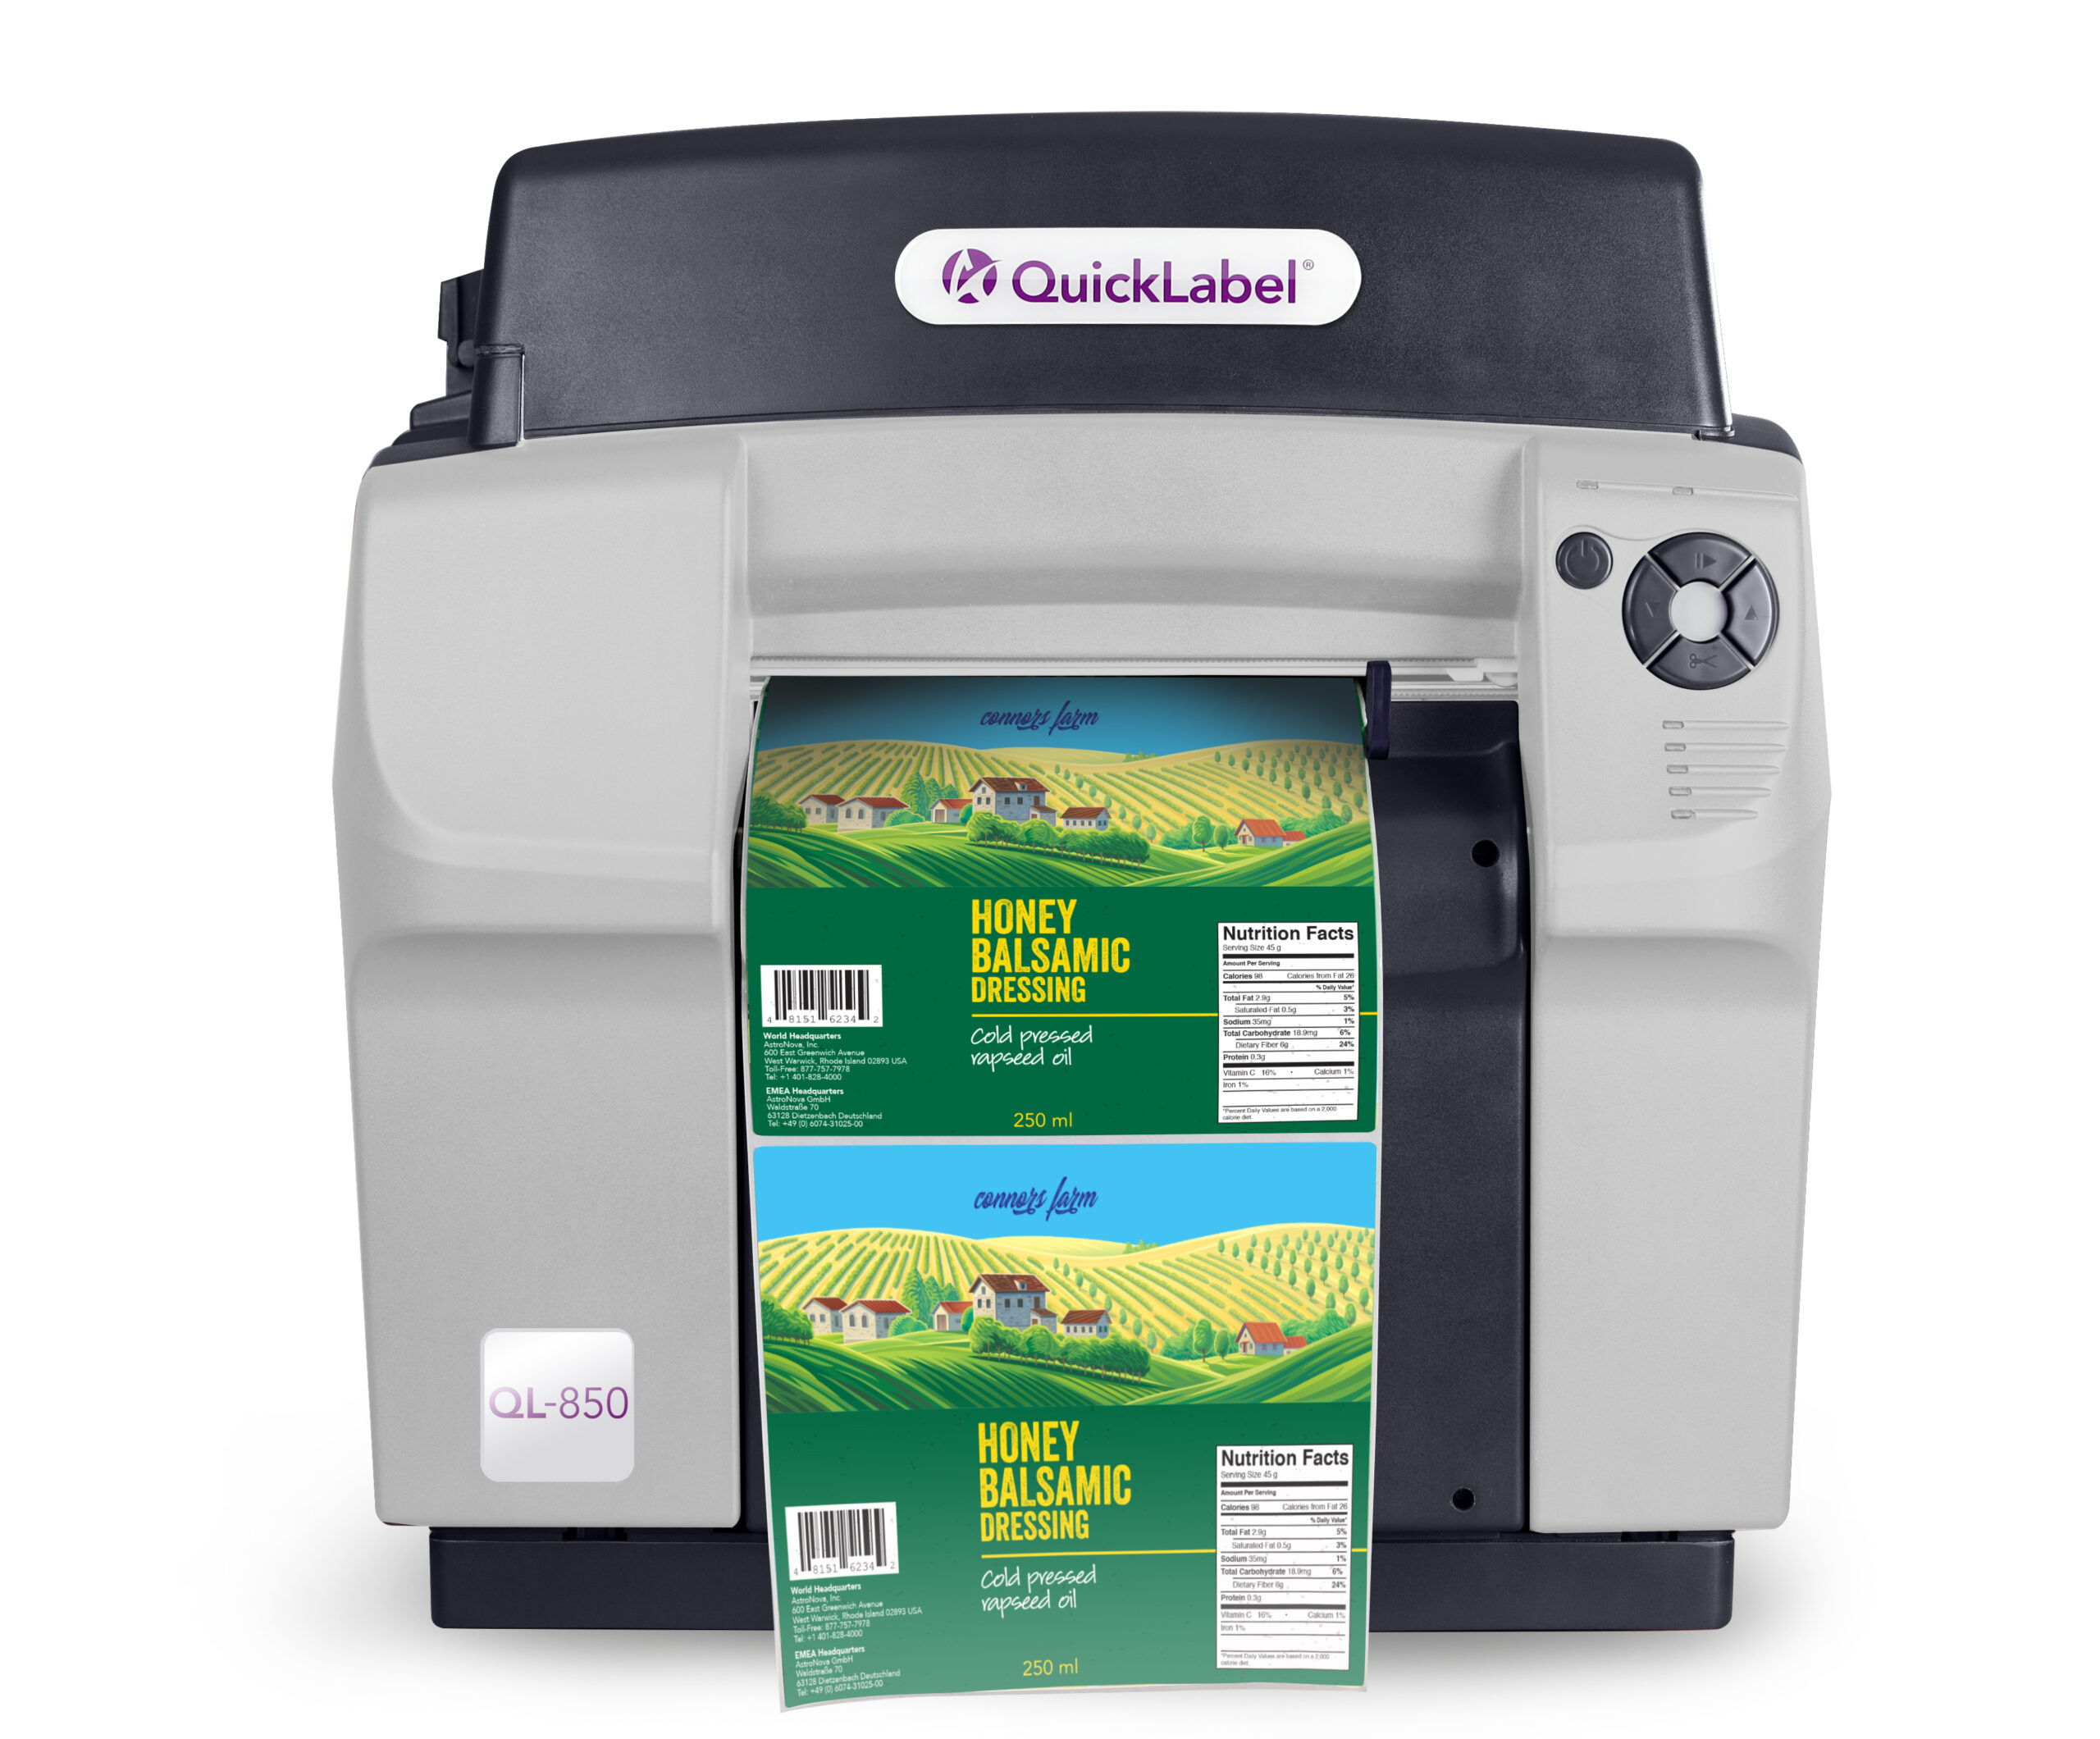 QuickLabel®
connors farm
HONEY
BALSAMIC
DRESSING
Cold pressed
rapseed oil
250 ml
4 8151 6234 2
World Headquarters
AstroNova, Inc.
600 East Greenwich Avenue
West Warwick, Rhode Island 02893 USA
Toll-Free: 877-757-7978
Tel: +1 401-828-4000
EMEA Headquarters
AstroNova GmbH
Waldstraße 70
63128 Dietzenbach Deutschland
Tel: +49 (0) 6074-31025-00
Nutrition Facts
Serving Size 45 g
Amount Per Serving
Calories 98 Calories from Fat 26
% Daily Value*
Total Fat 2.9g 5%
Saturated Fat 0.5g 3%
Sodium 35mg 1%
Total Carbohydrate 18.9mg 6%
Dietary Fiber 6g 24%
Protein 0.3g
Vitamin C 16% • Calcium 1%
Iron 1%
*Percent Daily Values are based on a 2,000
calorie diet.
connors farm
HONEY
BALSAMIC
DRESSING
Cold pressed
rapseed oil
250 ml
4 8151 6234 2
World Headquarters
AstroNova, Inc.
600 East Greenwich Avenue
West Warwick, Rhode Island 02893 USA
Toll-Free: 877-757-7978
Tel: +1 401-828-4000
EMEA Headquarters
AstroNova GmbH
Waldstraße 70
63128 Dietzenbach Deutschland
Tel: +49 (0) 6074-31025-00
Nutrition Facts
Serving Size 45 g
Amount Per Serving
Calories 98 Calories from Fat 26
% Daily Value*
Total Fat 2.9g 5%
Saturated Fat 0.5g 3%
Sodium 35mg 1%
Total Carbohydrate 18.9mg 6%
Dietary Fiber 6g 24%
Protein 0.3g
Vitamin C 16% • Calcium 1%
Iron 1%
*Percent Daily Values are based on a 2,000
calorie diet.
QL-850